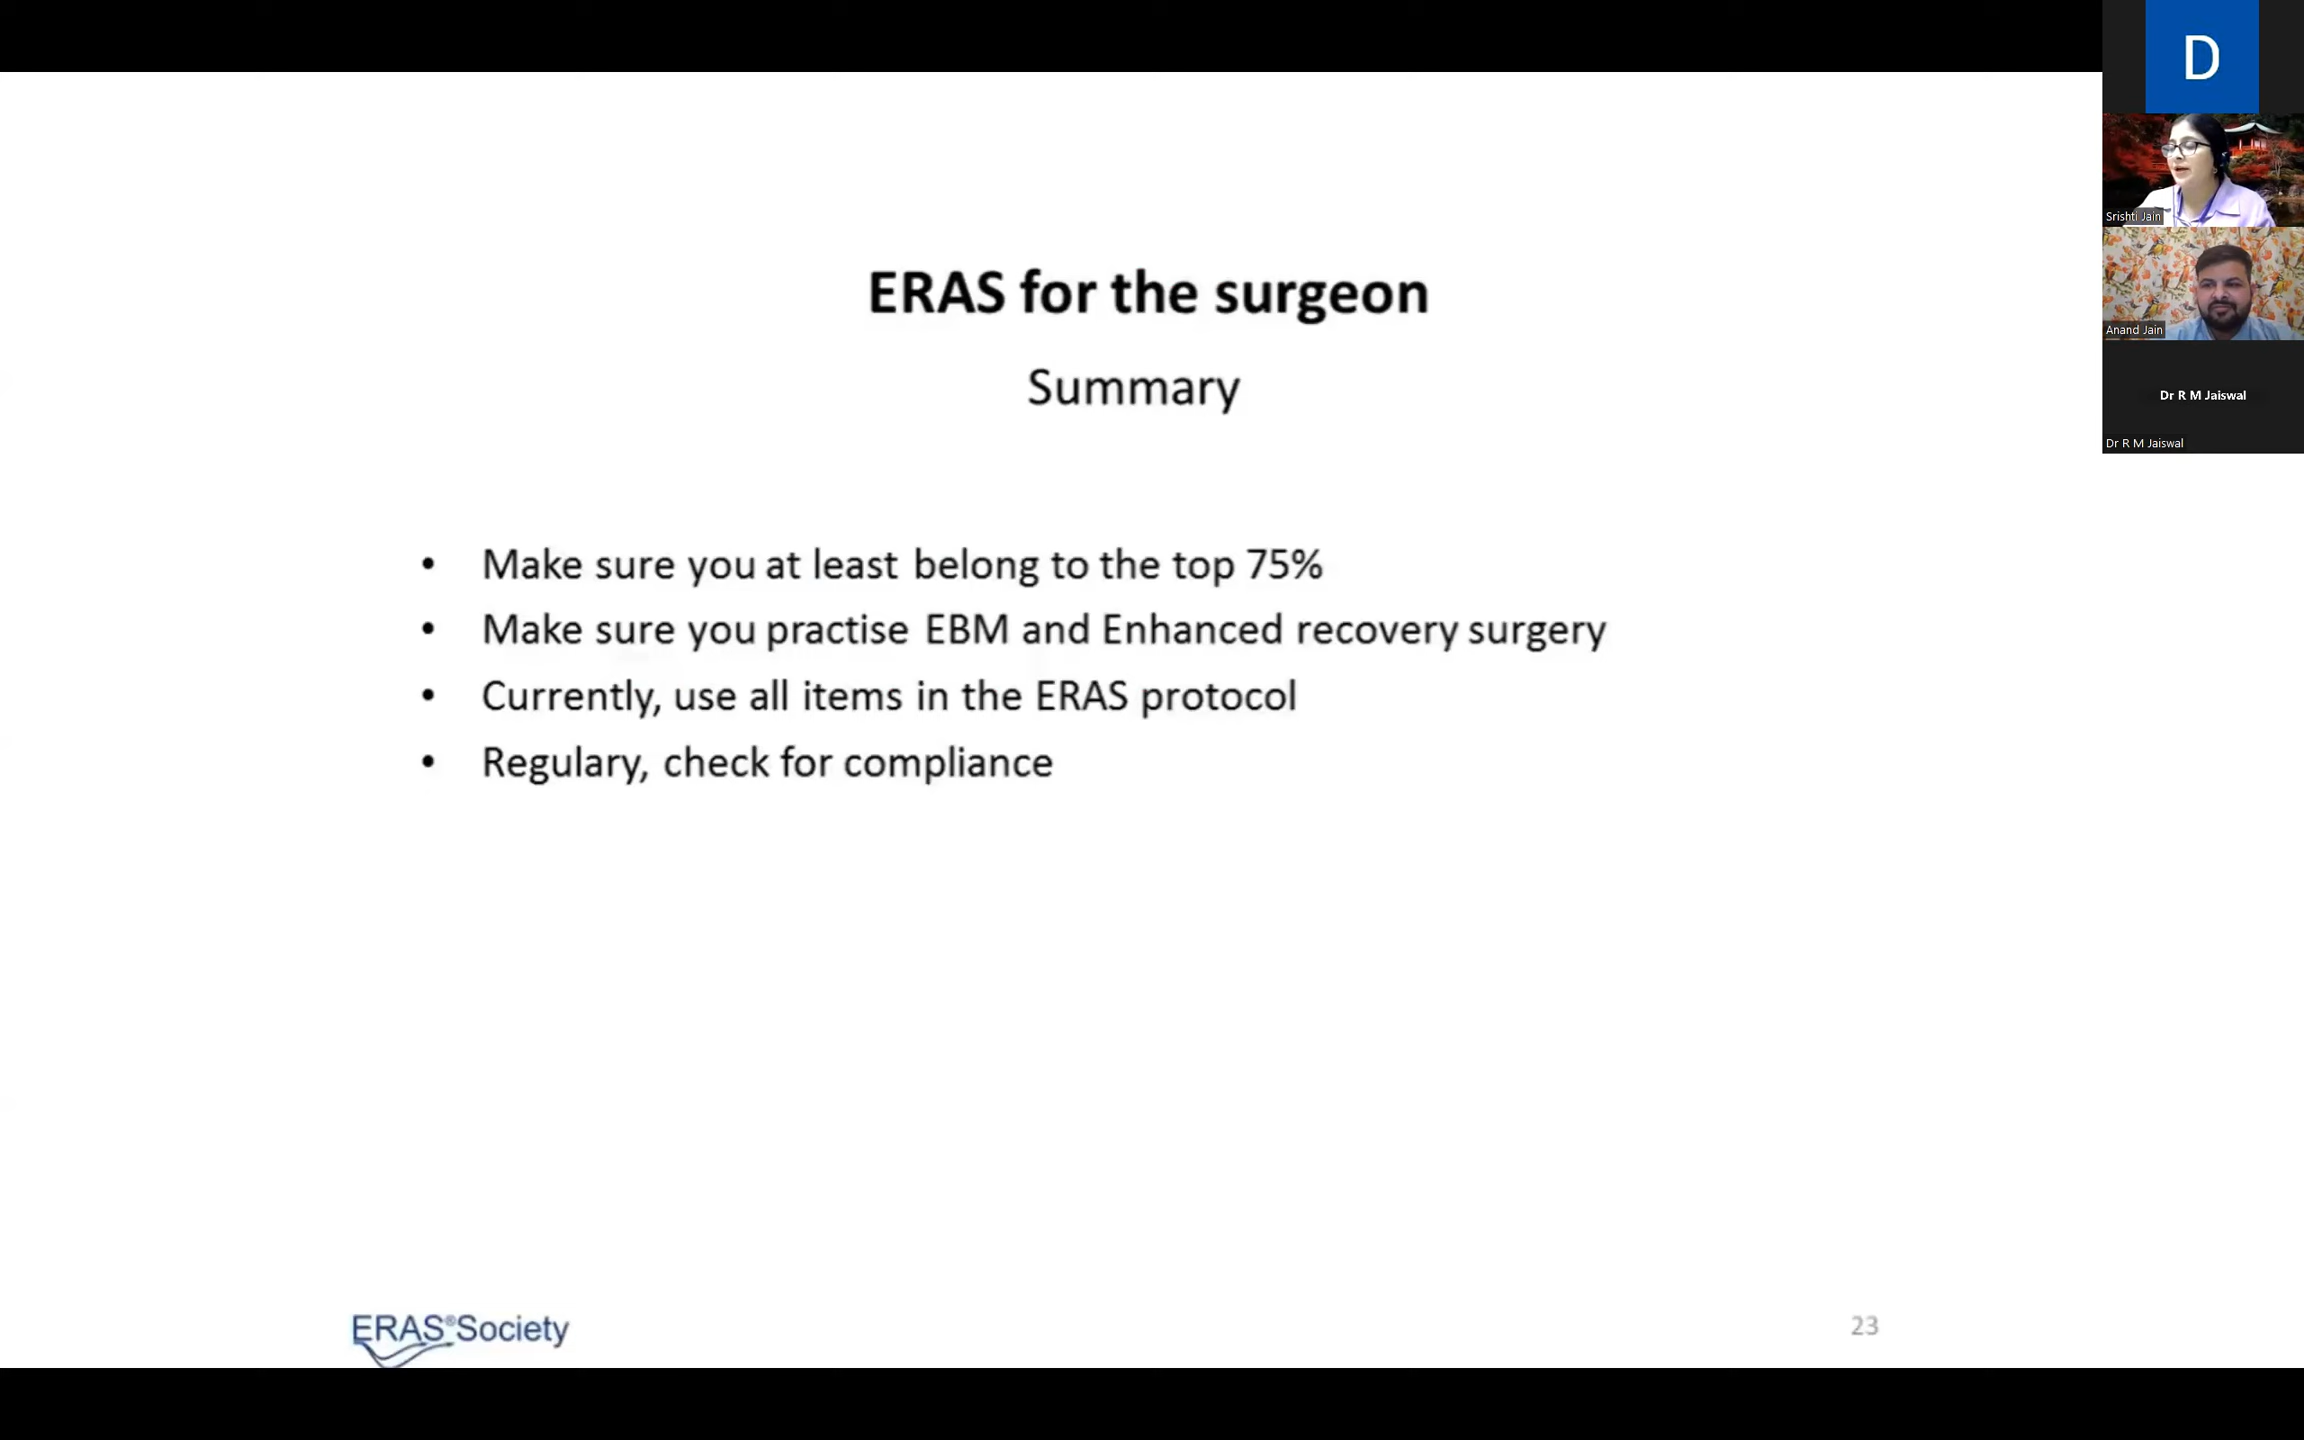 D
Srishti Jain
Anand Jain
Dr R M Jaiswal
Dr R M Jaiswal
ERAS for the surgeon
Summary
• Make sure you at least belong to the top 75%
• Make sure you practise EBM and Enhanced recovery surgery
• Currently, use all items in the ERAS protocol
• Regulary, check for compliance
ERAS®Society
23